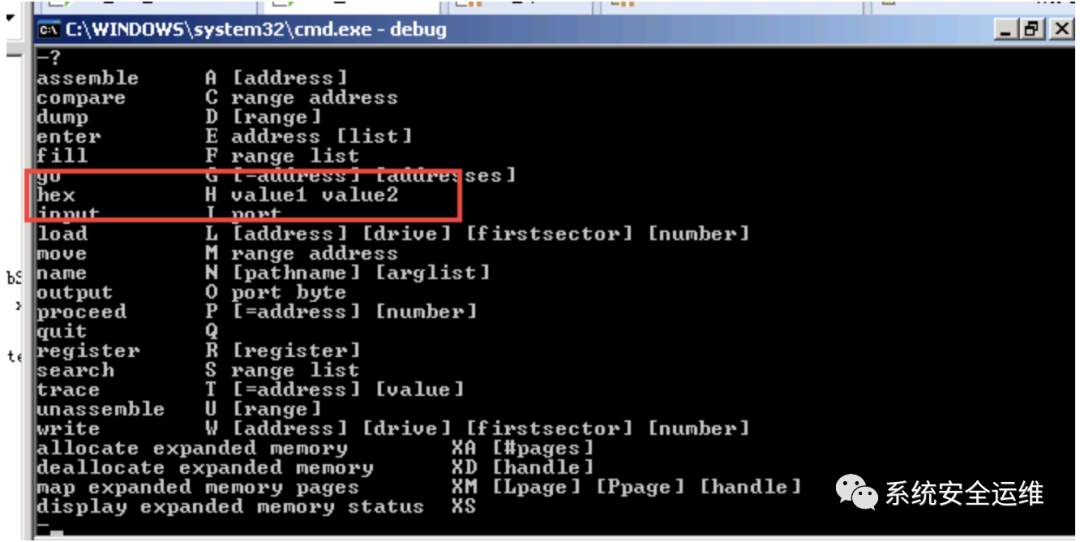 C:\WINDOWS\system32\cmd.exe - debug
-?
assemble A [address]
compare C range address
dump D [range]
enter E address [list]
fill F range list
go G [=address] [addresses]
hex H value1 value2
input I port
load L [address] [drive] [firstsector] [number]
move M range address
name N [pathname] [arglist]
output O port byte
proceed P [=address] [number]
quit Q
register R [register]
search S range list
trace T [=address] [value]
unassemble U [range]
write W [address] [drive] [firstsector] [number]
allocate expanded memory XA [#pages]
deallocate expanded memory XD [handle]
map expanded memory pages XM [Lpage] [Ppage] [handle]
display expanded memory status XS
-
bS
te
系统安全运维